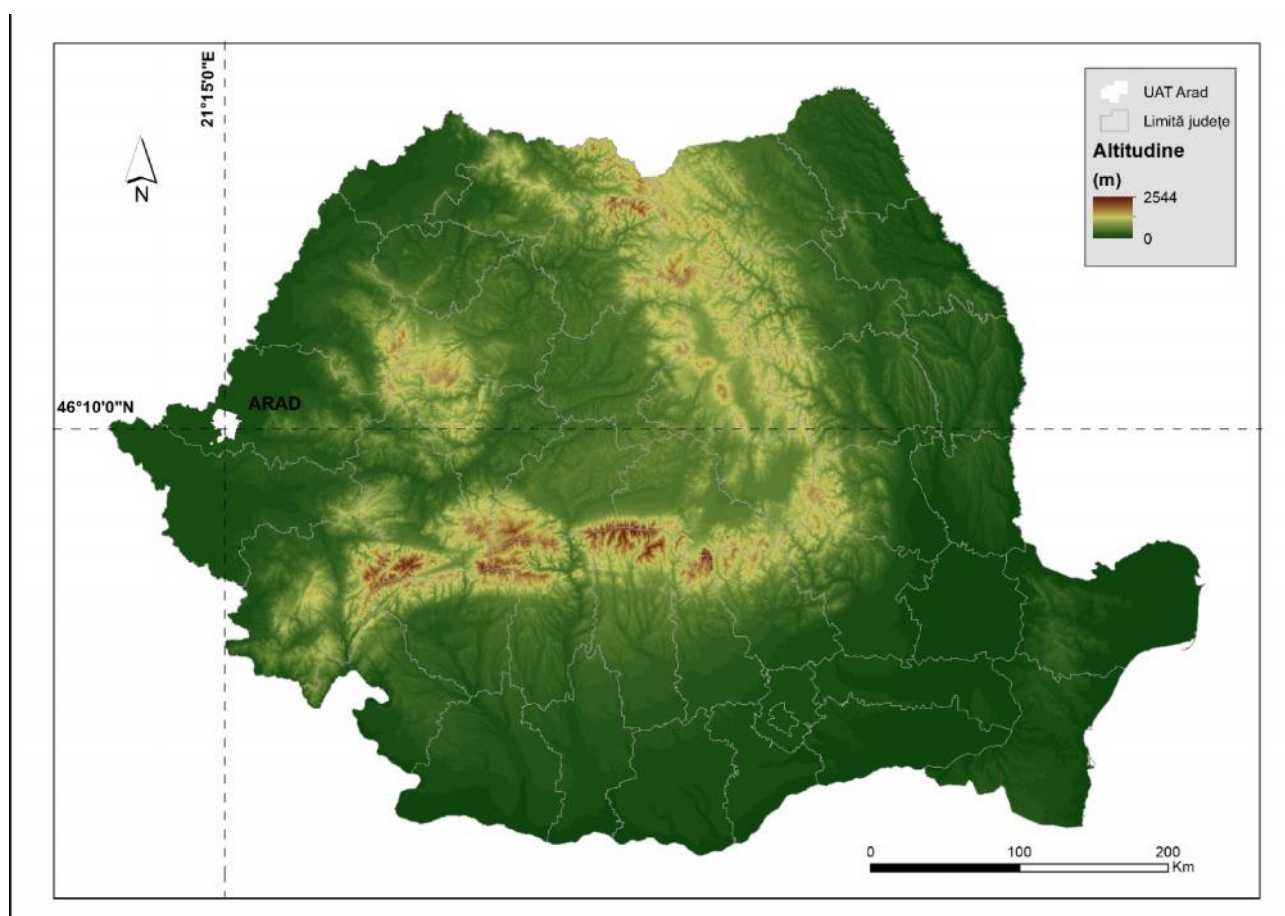 21°15'0"E
UAT Arad
Limită județe
Altitudine
(m)
2544
0
N
46°10'0"N
ARAD
0 100 200
Km